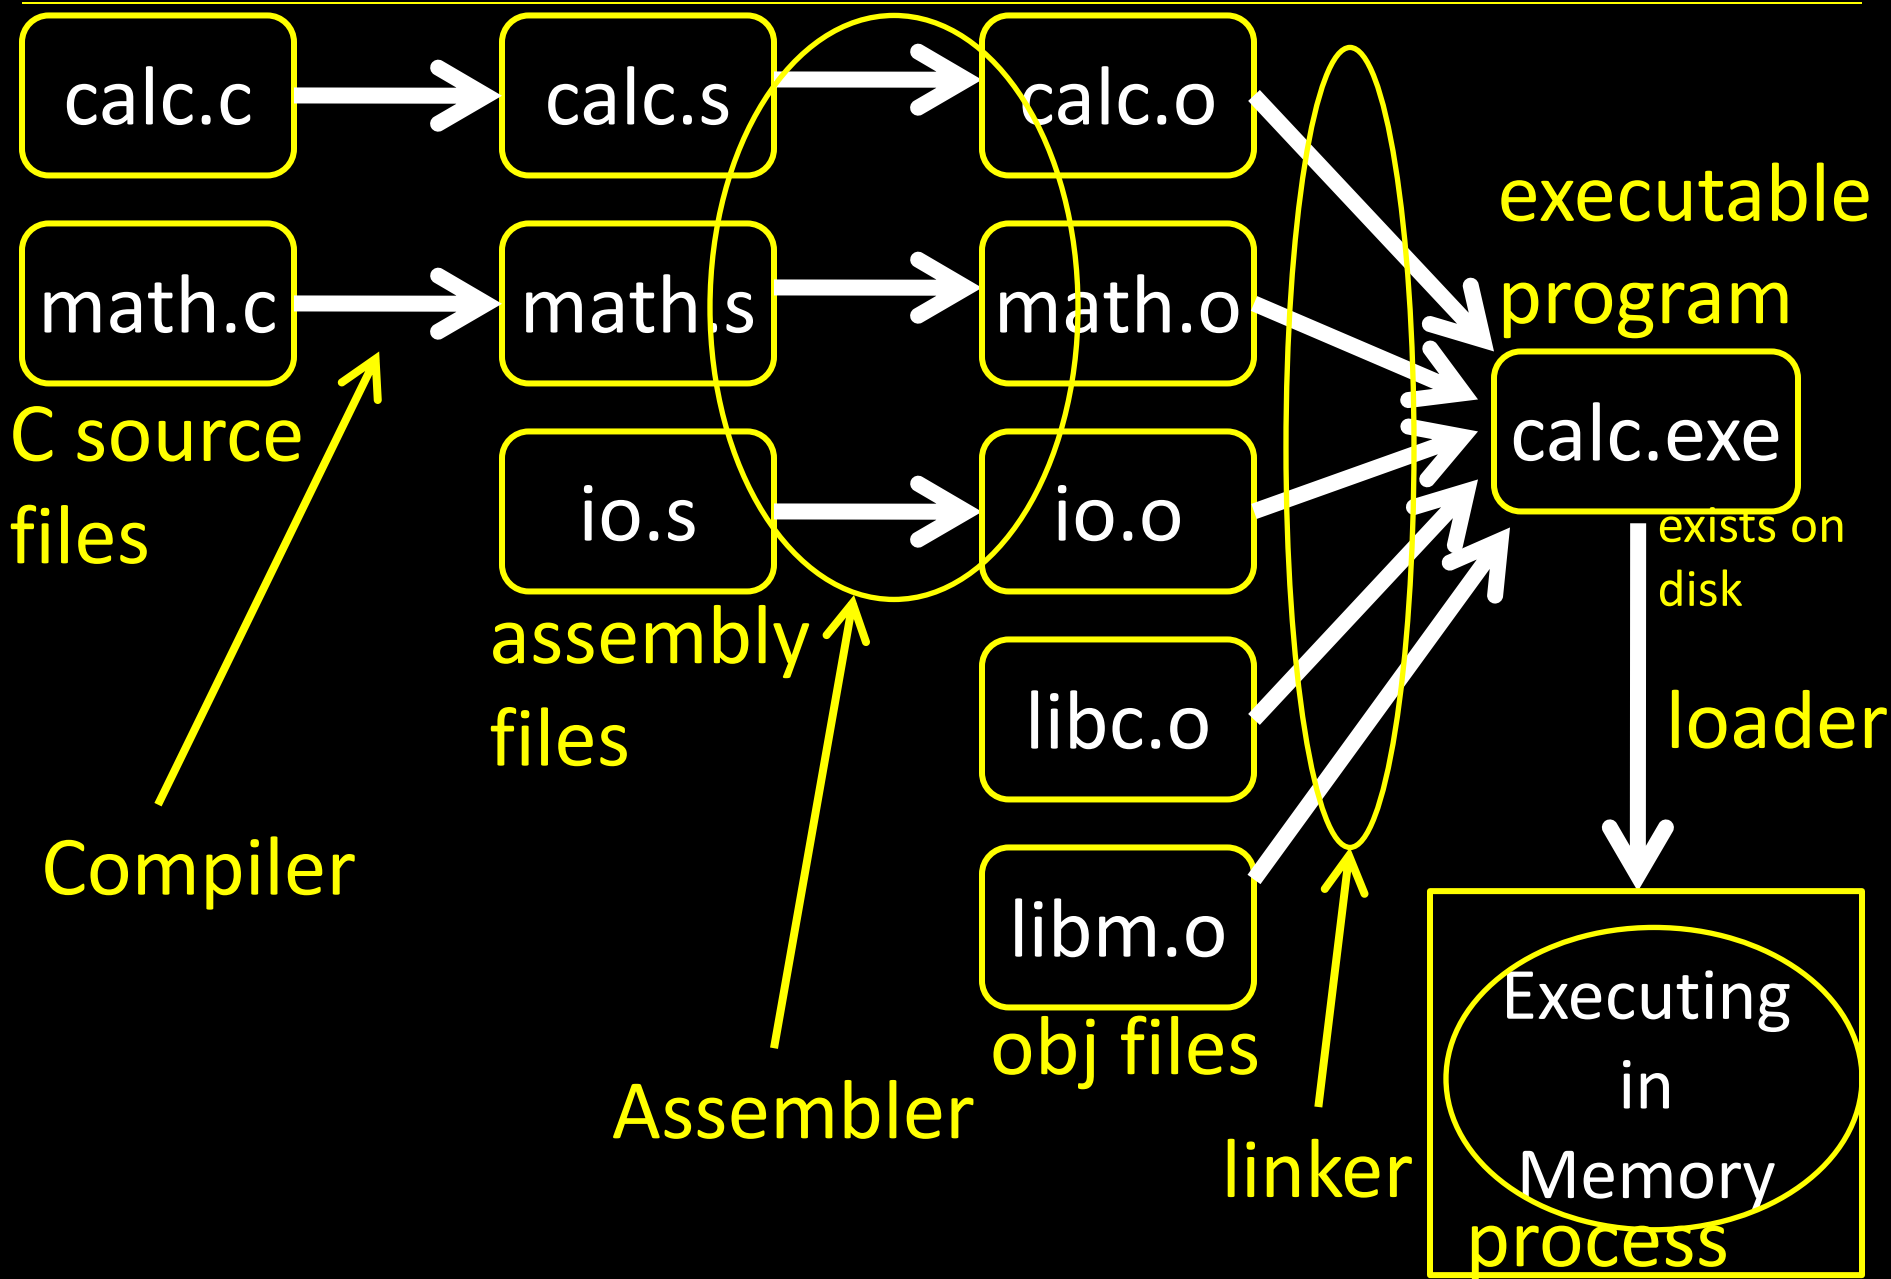 calc.c
calc.s
calc.o
math.c
math.s
math.o
executable
program
C source
files
io.s
io.o
calc.exe
exists on
disk
assembly
files
libc.o
loader
Compiler
libm.o
obj files
Assembler
linker
Executing
in
Memory
process